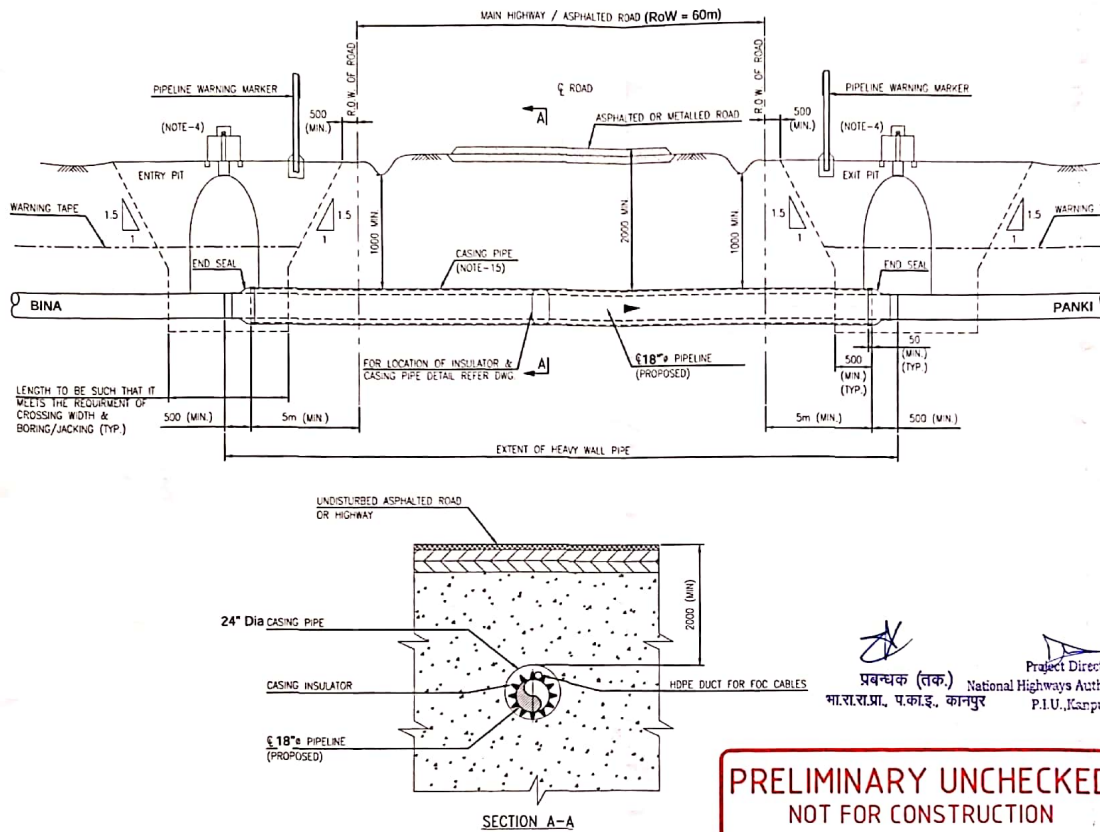 MAIN HIGHWAY / ASPHALTED ROAD (RoW = 60m)
R.O.W. OF ROAD
R.O.W. OF ROAD
PIPELINE WARNING MARKER
500
(MIN.)
℄ ROAD
A
ASPHALTED OR METALLED ROAD
500
(MIN.)
PIPELINE WARNING MARKER
(NOTE-4)
(NOTE-4)
ENTRY PIT
EXIT PIT
1.5
1
1.5
1
1.5
1
1.5
1
WARNING TAPE
WARNING
1000 MIN.
2000 MIN
1000 MIN
CASING PIPE
(NOTE-15)
END SEAL
END SEAL
BINA
PANKI
FOR LOCATION OF INSULATOR &
CASING PIPE DETAIL REFER DWG.
A
℄ 18"ø PIPELINE
(PROPOSED)
50
(MIN.)
(TYP.)
500
(MIN.)
(TYP.)
LENGTH TO BE SUCH THAT IT
MEETS THE REQUIRMENT OF
CROSSING WIDTH &
BORING/JACKING (TYP.)
500 (MIN.)
5m (MIN.)
5m (MIN.)
500 (MIN.)
EXTENT OF HEAVY WALL PIPE
UNDISTURBED ASPHALTED ROAD
OR HIGHWAY
2000 (MIN)
24" Dia CASING PIPE
CASING INSULATOR
HDPE DUCT FOR FOC CABLES
℄ 18"ø PIPELINE
(PROPOSED)
SECTION A-A
प्रबन्धक (तक.)
भा.रा.रा.प्रा., प.का.इ., कानपुर
Project Direct
National Highways Auth
P.I.U.,Kanpu
PRELIMINARY UNCHECKED
NOT FOR CONSTRUCTION